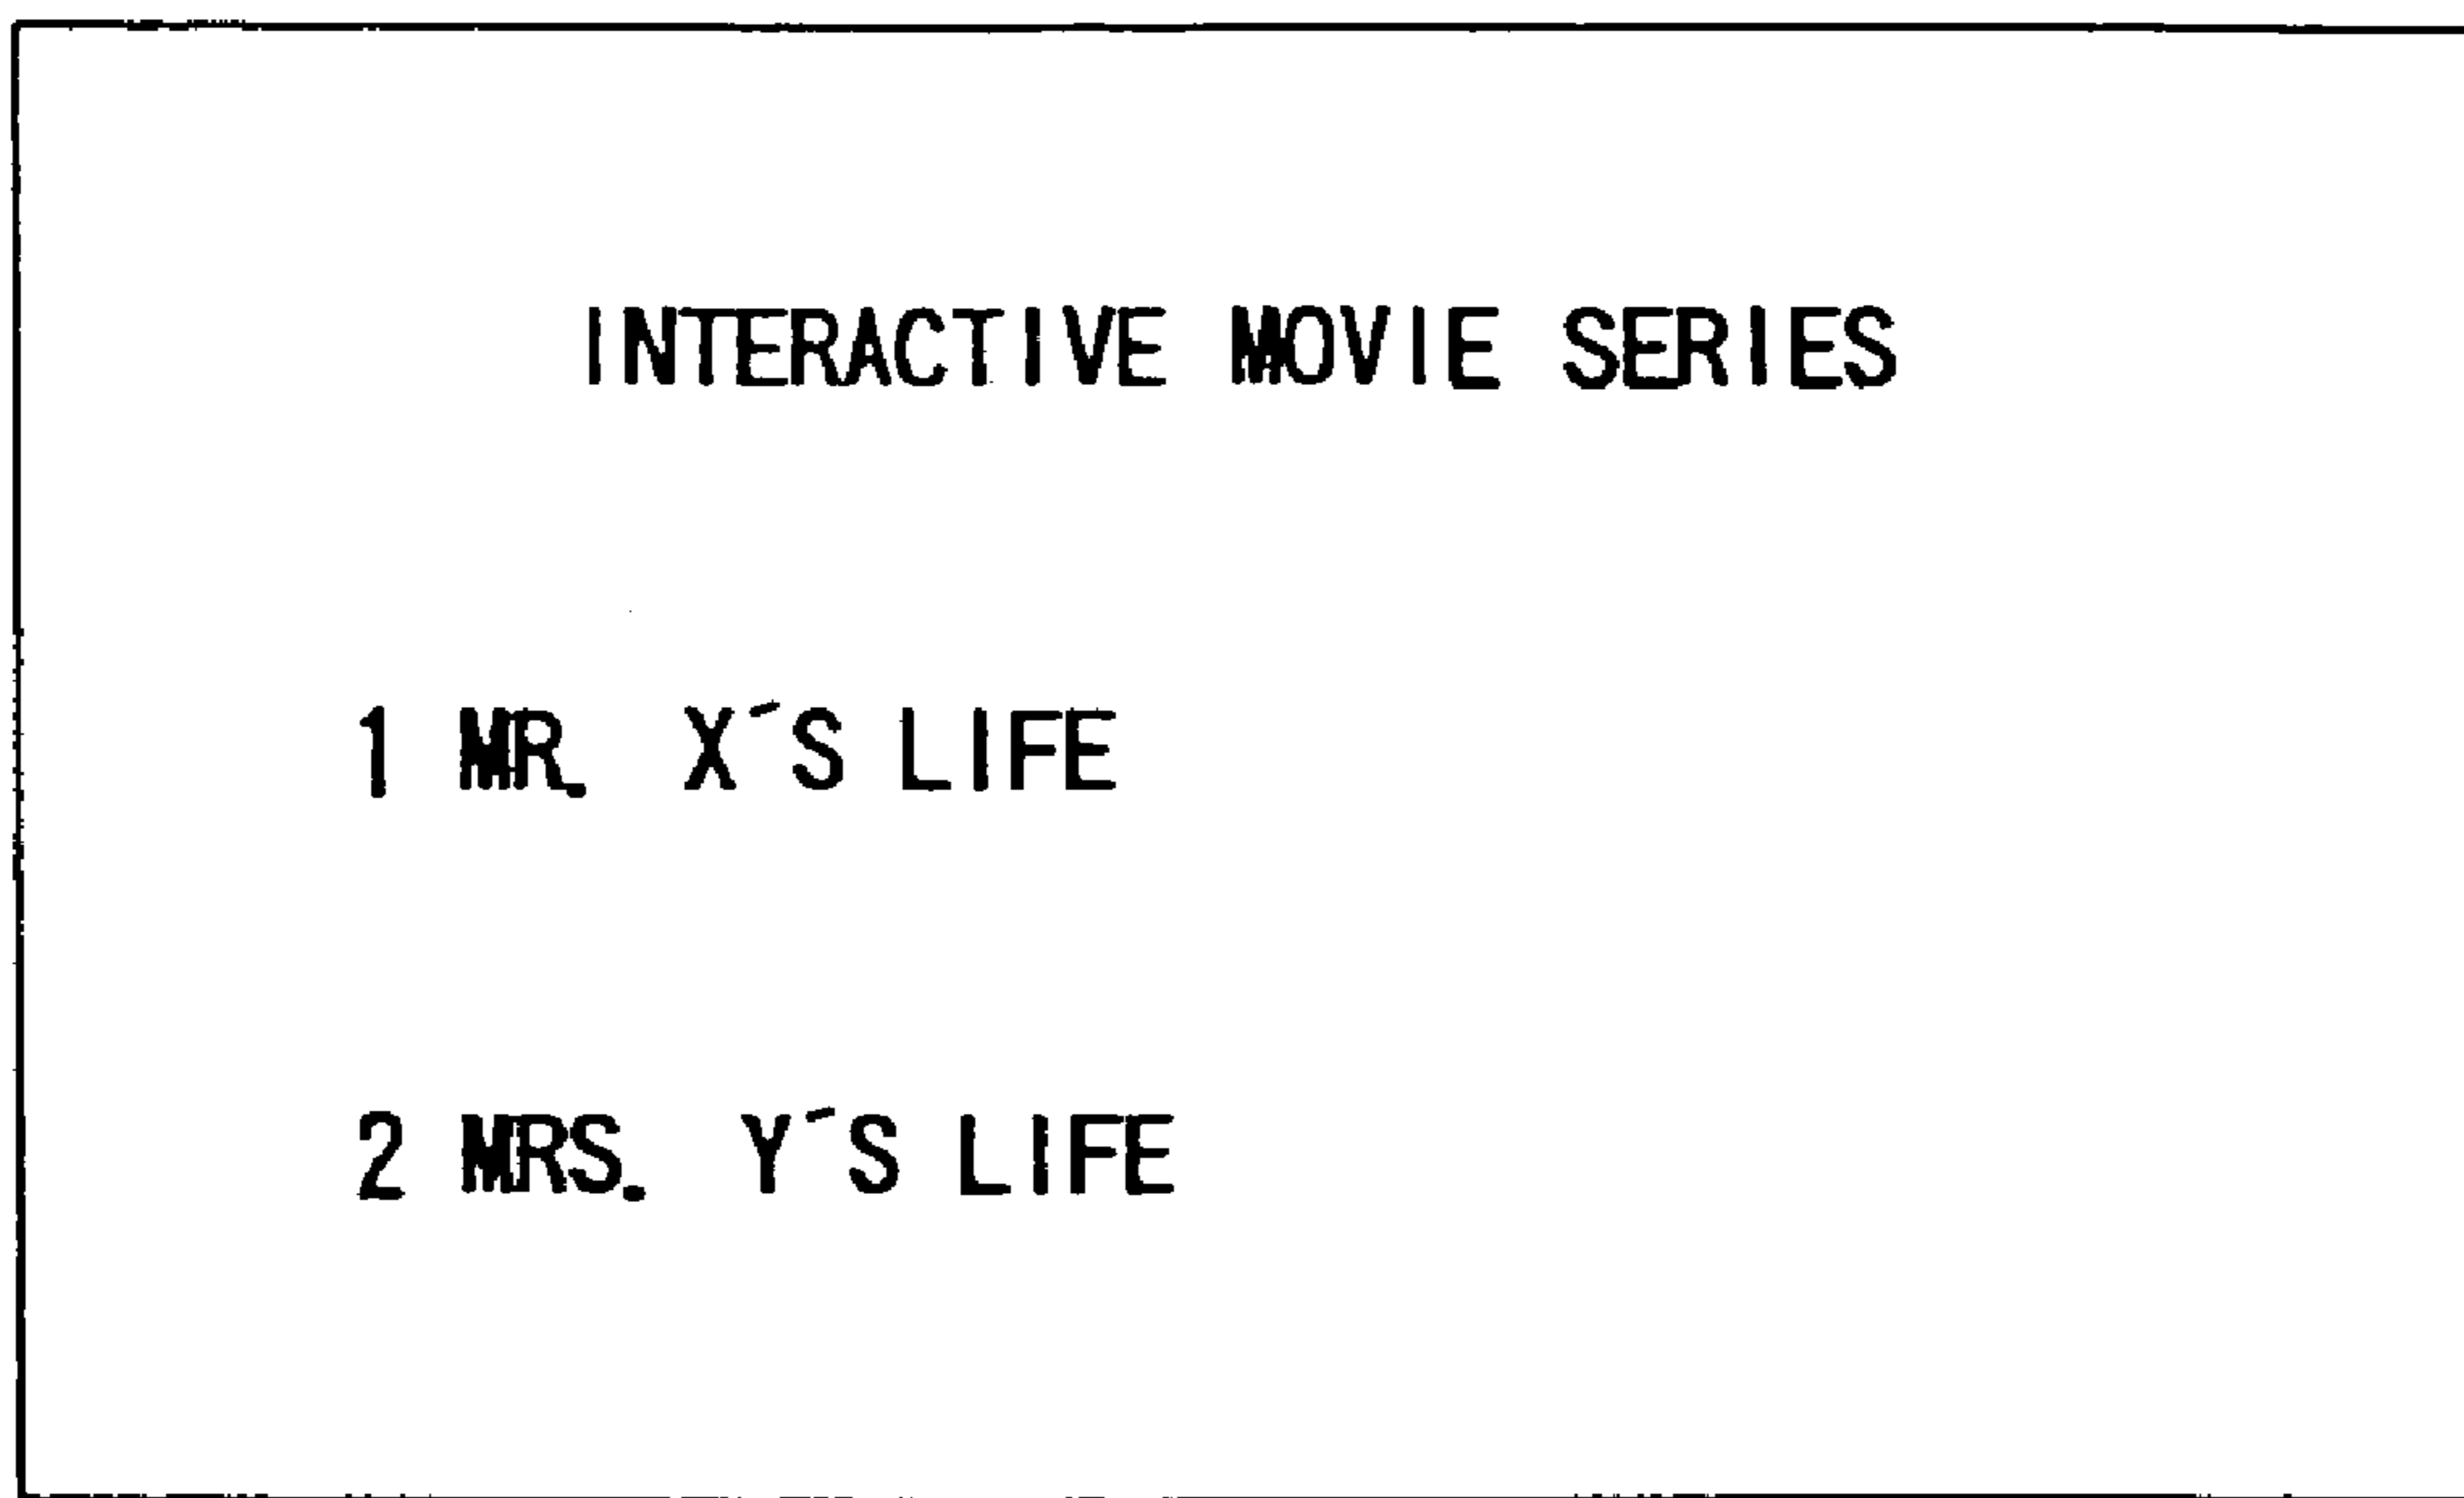 INTERACTIVE MOVIE SERIES
1 MR. X´S LIFE
2 MRS. Y´S LIFE